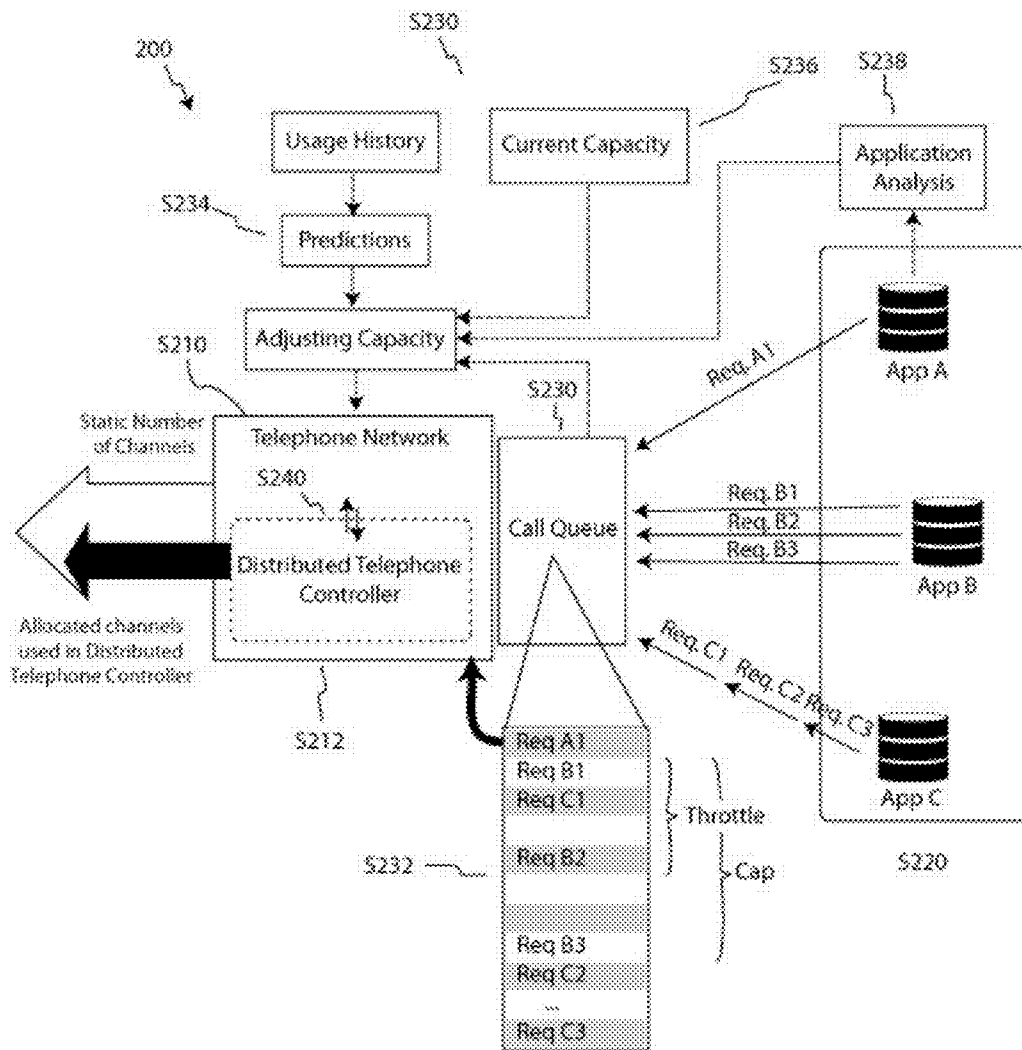 200
S230
S236
S238
Usage History
Current Capacity
Application
Analysis
S234
Predictions
S210
Adjusting Capacity
S230
Req. A1
App A
Static Number
of Channels
Telephone Network
S240
Call Queue
Req. B1
Req. B2
Req. B3
App B
Distributed Telephone
Controller
Allocated channels
used in Distributed
Telephone Controller
S212
Req. C1
Req. C2
Req. C3
App C
S220
Req A1
Req B1
Req C1
Throttle
S232
Req B2
Cap
Req B3
Req C2
...
Req C3